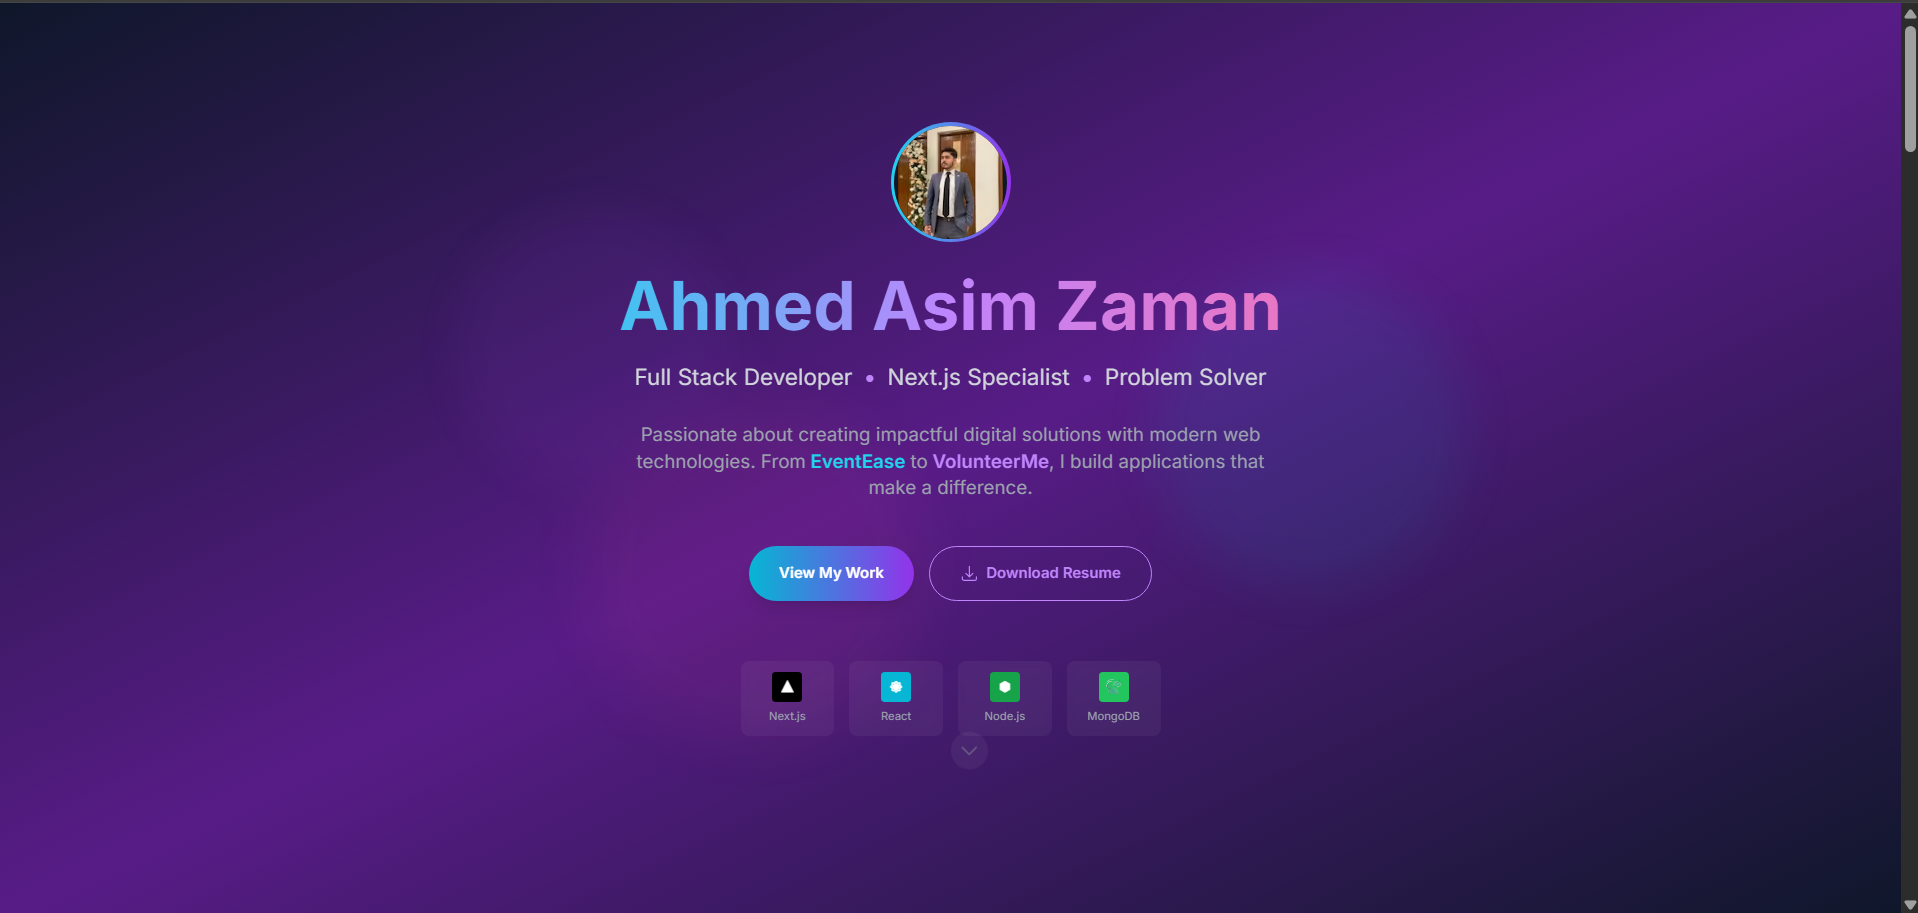 Ahmed Asim Zaman
Full Stack Developer • Next.js Specialist • Problem Solver
Passionate about creating impactful digital solutions with modern web
technologies. From EventEase to VolunteerMe, I build applications that
make a difference.
View My Work
Download Resume
Next.js
React
Node.js
MongoDB